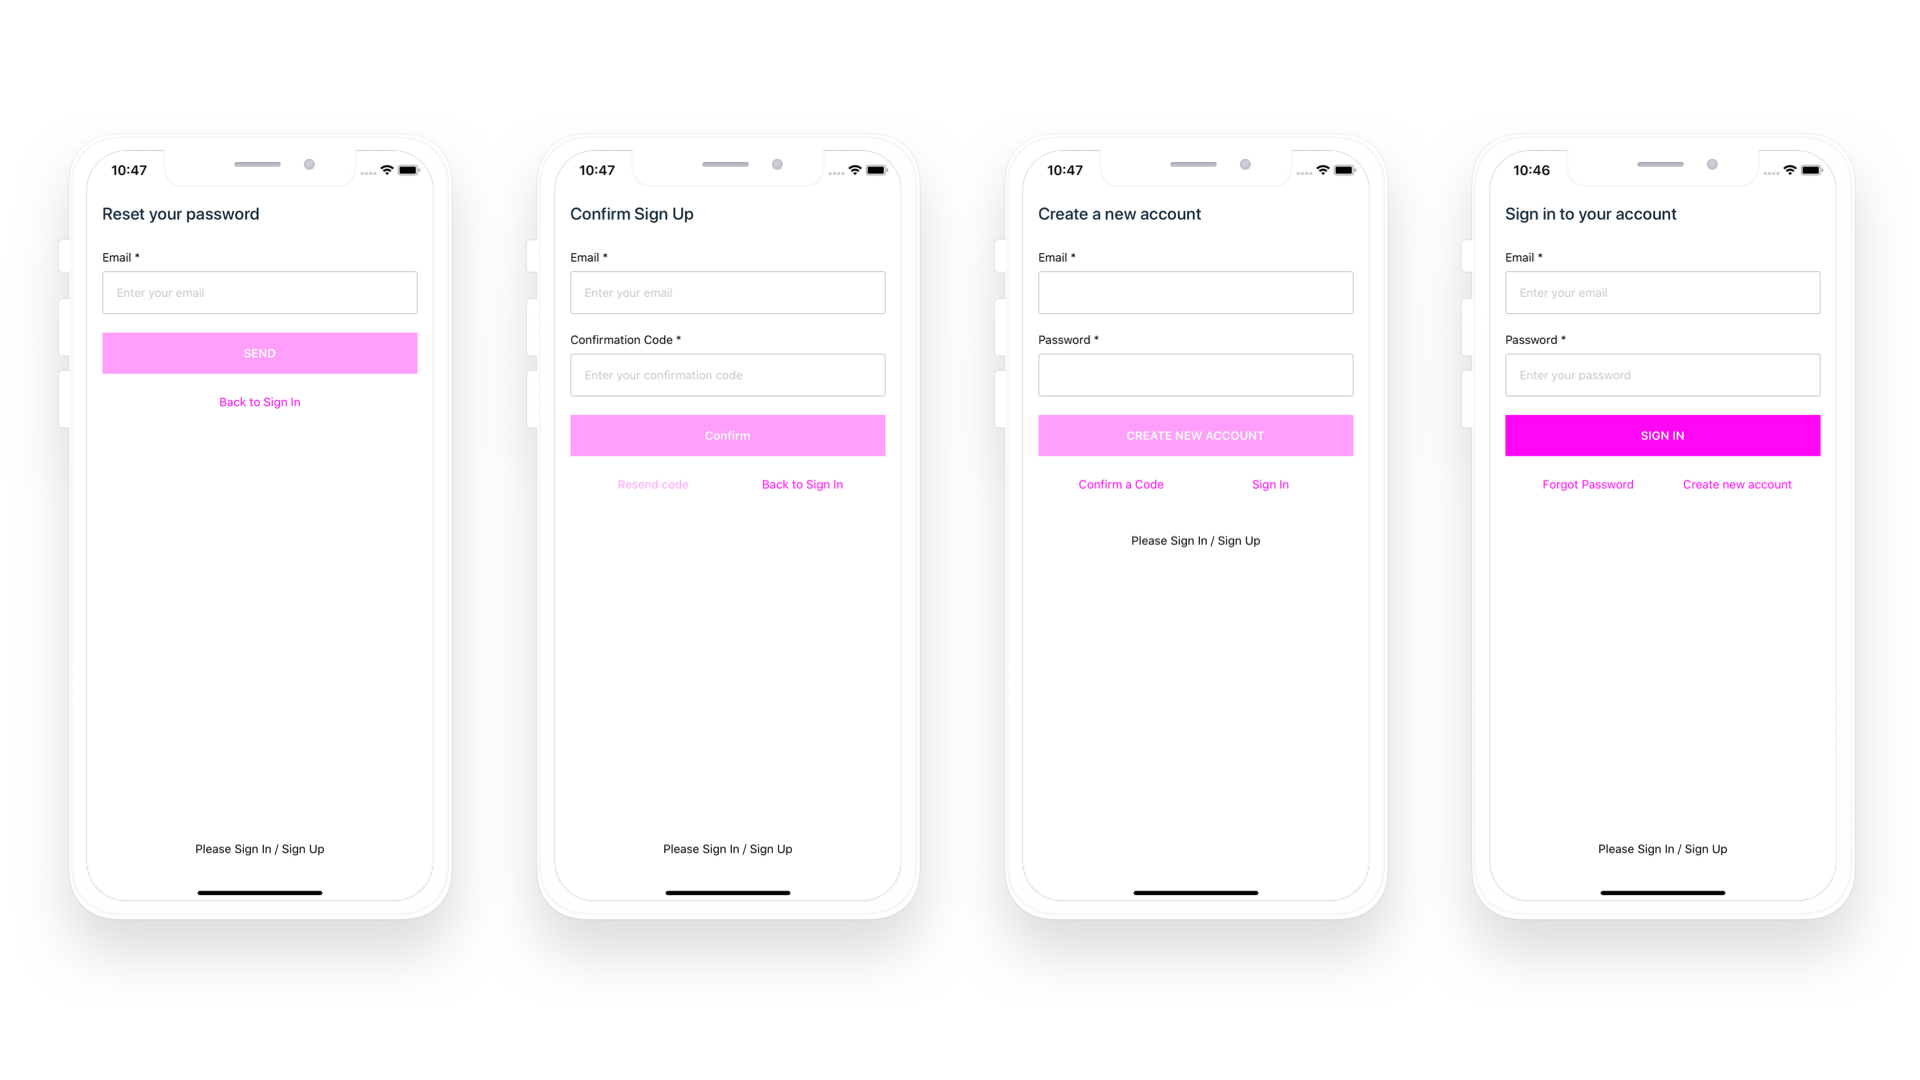 10:47
Reset your password
Email *
Enter your email
SEND
Back to Sign In
Please Sign In / Sign Up
10:47
Confirm Sign Up
Email *
Enter your email
Confirmation Code *
Enter your confirmation code
Confirm
Resend code
Back to Sign In
Please Sign In / Sign Up
10:47
Create a new account
Email *
Password *
CREATE NEW ACCOUNT
Confirm a Code
Sign In
Please Sign In / Sign Up
10:46
Sign in to your account
Email *
Enter your email
Password *
Enter your password
SIGN IN
Forgot Password
Create new account
Please Sign In / Sign Up